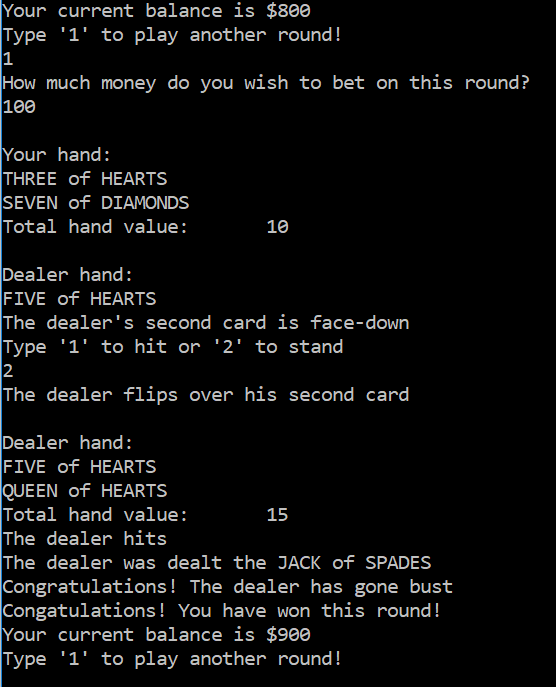 Your current balance is $800
Type '1' to play another round!
1
How much money do you wish to bet on this round?
100
Your hand:
THREE of HEARTS
SEVEN of DIAMONDS
Total hand value:	10
Dealer hand:
FIVE of HEARTS
The dealer's second card is face-down
Type '1' to hit or '2' to stand
2
The dealer flips over his second card
Dealer hand:
FIVE of HEARTS
QUEEN of HEARTS
Total hand value:	15
The dealer hits
The dealer was dealt the JACK of SPADES
Congratulations! The dealer has gone bust
Congatulations! You have won this round!
Your current balance is $900
Type '1' to play another round!